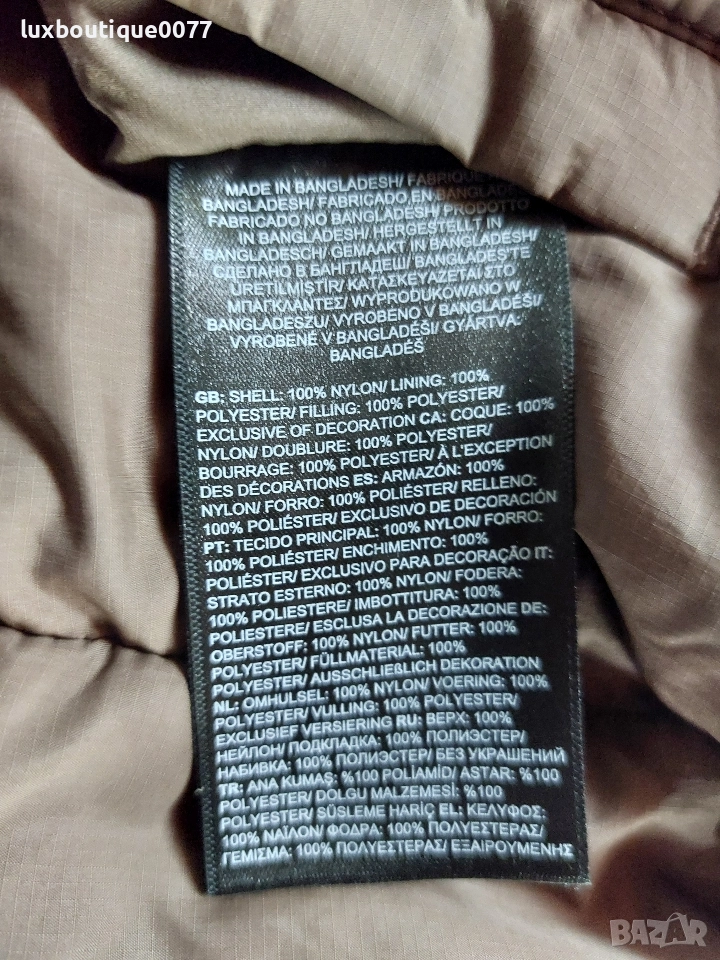 luxboutique0077
MADE IN BANGLADESH/ FABRIQUÉ
BANGLADESH/ FABRICADO EN BANGLADES
FABRICADO NO BANGLADESH/ PRODOTTO
IN BANGLADESH/ HERGESTELLT IN
BANGLADESCH/ GEMAAKT IN BANGLADESH/
СДЕЛАНО В БАНГЛАДЕШ/ BANGLADEŞ'TE
ÜRETILMIŞTIR/ ΚΑΤΑΣΚΕΥΑΖΕΤΑΙ ΣΤΟ
ΜΠΑΓΚΛΑΝΤΕΣ/ WYPRODUKOWANO W
BANGLADESZU/ VYROBENO V BANGLADÉŠI/
VYROBENÉ V BANGLADÉŠI/ GYÁRTVA:
BANGLADÉS
GB: SHELL: 100% NYLON/ LINING: 100%
POLYESTER/ FILLING: 100% POLYESTER/
EXCLUSIVE OF DECORATION CA: COQUE: 100%
NYLON/ DOUBLURE: 100% POLYESTER/
BOURRAGE: 100% POLYESTER/ À L'EXCEPTION
DES DÉCORATIONS ES: ARMAZÓN: 100%
NYLON/ FORRO: 100% POLIÉSTER/ RELLENO:
100% POLIÉSTER/ EXCLUSIVO DE DECORACIÓN
PT: TECIDO PRINCIPAL: 100% NYLON/ FORRO:
100% POLIÉSTER/ ENCHIMENTO: 100%
POLIÉSTER/ EXCLUSIVO PARA DECORAÇÃO IT:
STRATO ESTERNO: 100% NYLON/ FODERA:
100% POLIESTERE/ IMBOTTITURA: 100%
POLIESTERE/ ESCLUSA LA DECORAZIONE DE:
OBERSTOFF: 100% NYLON/ FUTTER: 100%
POLYESTER/ FÜLLMATERIAL: 100%
POLYESTER/ AUSSCHLIEßLICH DEKORATION
NL: OMHULSEL: 100% NYLON/ VOERING: 100%
POLYESTER/ VULLING: 100% POLYESTER/
EXCLUSIEF VERSIERING RU: ВЕРХ: 100%
НЕЙЛОН/ ПОДКЛАДКА: 100% ПОЛИЭСТЕР/
НАБИВКА: 100% ПОЛИЭСТЕР/ БЕЗ УКРАШЕНИЙ
TR: ANA KUMAŞ: %100 POLİAMİD/ ASTAR: %100
POLYESTER/ DOLGU MALZEMESİ: %100
POLYESTER/ SÜSLEME HARİÇ EL: ΚΕΛΥΦΟΣ:
100% ΝΑΪΛΟΝ/ ΦΟΔΡΑ: 100% ΠΟΛΥΕΣΤΕΡΑΣ/
ΓΕΜΙΣΜΑ: 100% ΠΟΛΥΕΣΤΕΡΑΣ/ ΕΞΑΙΡΟΥΜΕΝΗΣ
BAZAR